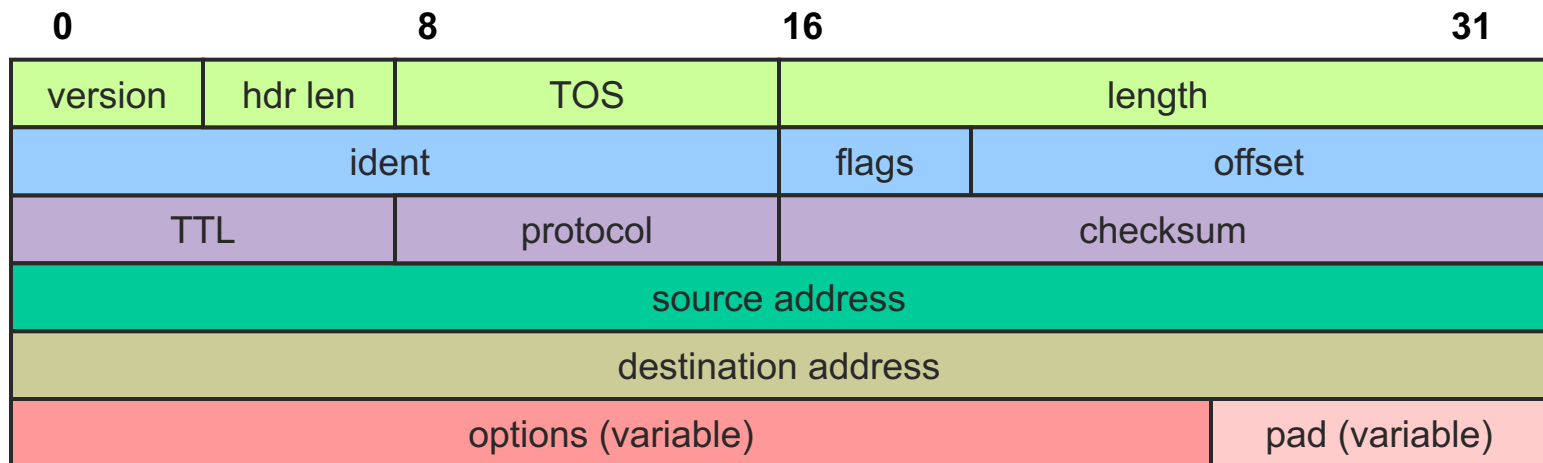 0 8 16 31
version hdr len TOS length
ident flags offset
TTL protocol checksum
source address
destination address
options (variable) pad (variable)